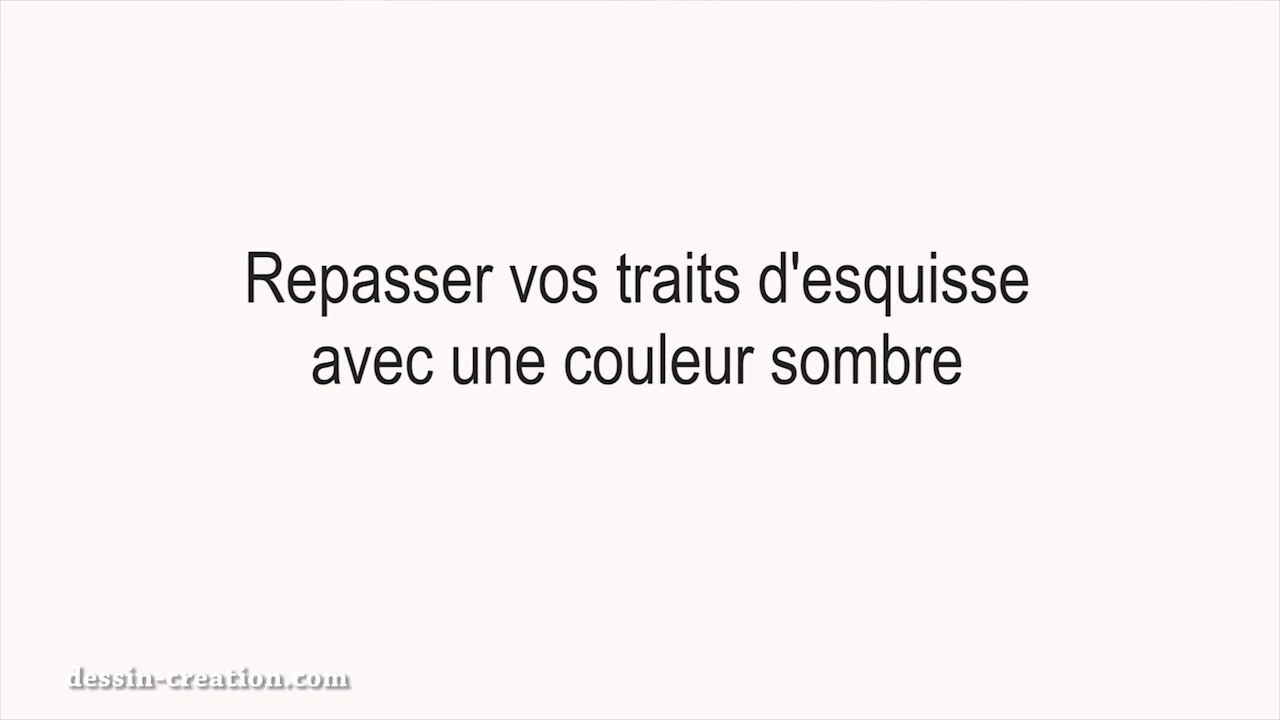 Repasser vos traits d'esquisse
avec une couleur sombre
dessin-creation.com